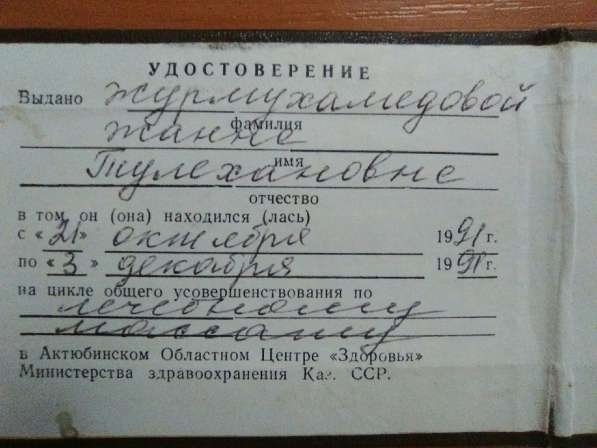 УДОСТОВЕРЕНИЕ
Выдано Журмухамедовой
фамилия
Жанне
имя
Тулехановне
отчество
в том он (она) находился (лась)
с «21» октября 1991 г.
по «3» декабря 1991 г.
на цикле общего усовершенствования по
лечебному
массажу
в Актюбинском Областном Центре «Здоровья»
Министерства здравоохранения Каз. ССР.